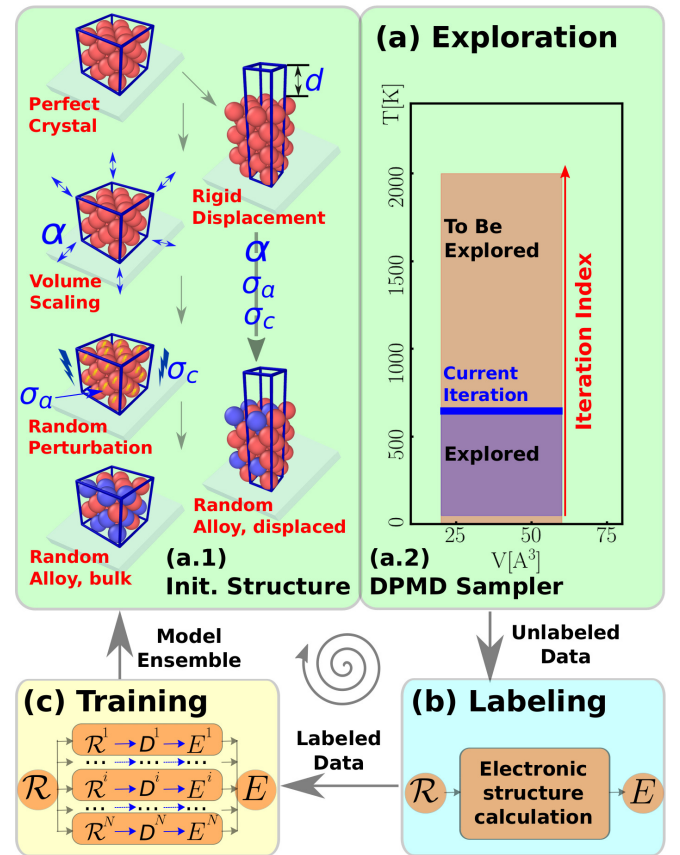 (a) Exploration
Perfect
Crystal
d
Rigid
Displacement
α
Volume
Scaling
α
σa
σc
σa
σc
Random
Perturbation
Random
Alloy, bulk
Random
Alloy, displaced
(a.1)
Init. Structure
T[K]
2000
1500
1000
500
0
To Be
Explored
Current
Iteration
Explored
Iteration Index
25 50 75
V[A³]
(a.2)
DPMD Sampler
Model
Ensemble
Unlabeled
Data
(c) Training
R
R¹ D¹ E¹
... ... ...
Rⁱ Dⁱ Eⁱ
... ... ...
Rᴺ Dᴺ Eᴺ
E
Labeled
Data
(b) Labeling
R
Electronic
structure
calculation
E